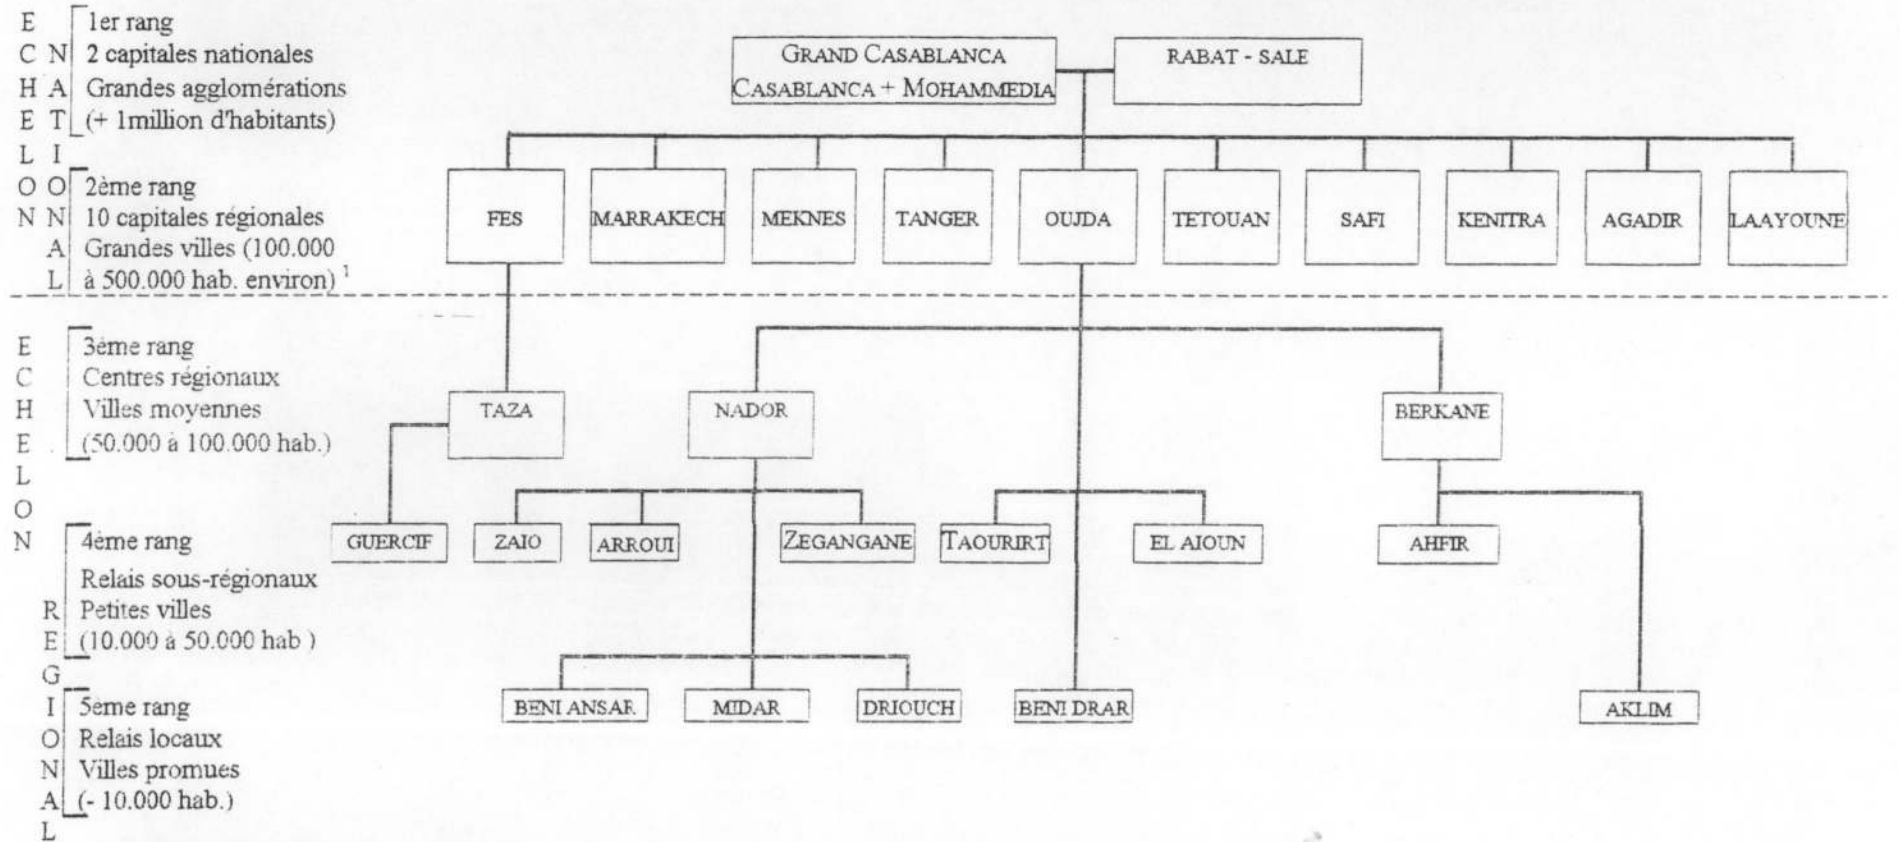 ECHELON NATIONAL
1er rang
2 capitales nationales
Grandes agglomérations
(+ 1million d'habitants)
GRAND CASABLANCA
CASABLANCA + MOHAMMEDIA
RABAT - SALE
2ème rang
10 capitales régionales
Grandes villes (100.000
à 500.000 hab. environ) 1
FES
MARRAKECH
MEKNES
TANGER
OUJDA
TETOUAN
SAFI
KENITRA
AGADIR
LAAYOUNE
ECHELON REGIONAL
3ème rang
Centres régionaux
Villes moyennes
(50.000 à 100.000 hab.)
TAZA
NADOR
BERKANE
4ème rang
Relais sous-régionaux
Petites villes
(10.000 à 50.000 hab )
GUERCIF
ZAIO
ARROUI
ZEGANGANE
TAOURIRT
EL AIOUN
AHFIR
5ème rang
Relais locaux
Villes promues
(- 10.000 hab.)
BENI ANSAR
MIDAR
DRIOUCH
BENI DRAR
AKLIM